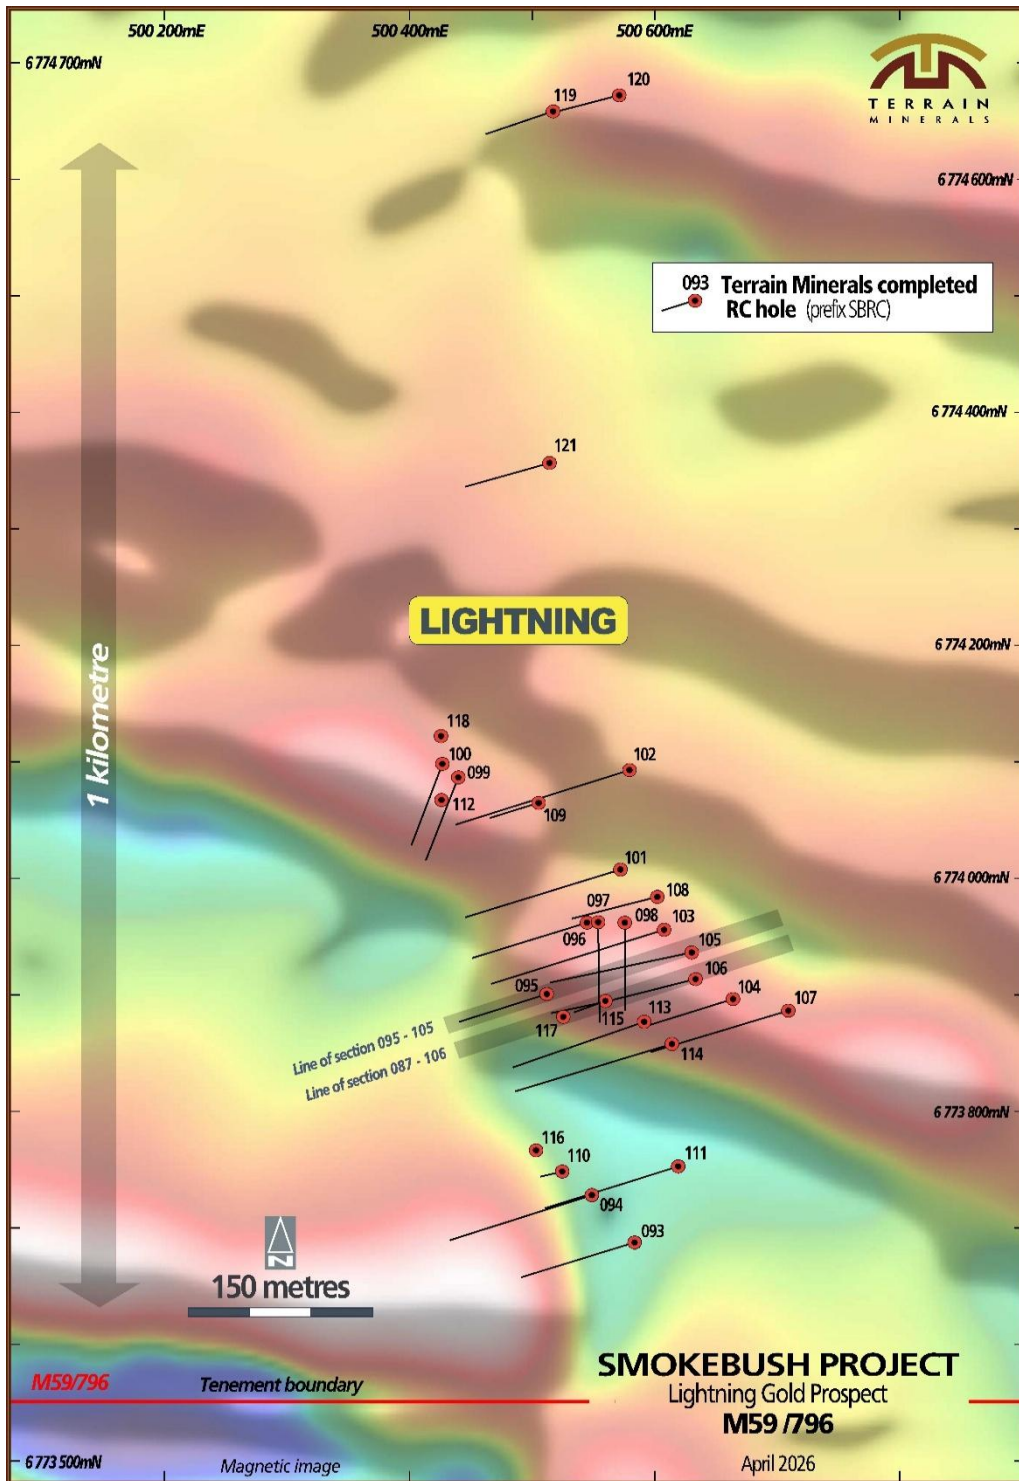 500 200mE
500 400mE
500 600mE
6 774 700mN
TERRAIN
MINERALS
119
120
6 774 600mN
093 Terrain Minerals completed
RC hole (prefix SBRC)
6 774 400mN
121
LIGHTNING
6 774 200mN
1 kilometre
118
100
099
102
112
109
101
6 774 000mN
108
097
098
103
096
105
106
095
104
107
115
113
117
114
Line of section 095 - 105
Line of section 087 - 106
6 773 800mN
116
110
111
094
093
N
150 metres
SMOKEBUSH PROJECT
Lightning Gold Prospect
M59 /796
April 2026
M59/796
Tenement boundary
6 773 500mN
Magnetic image